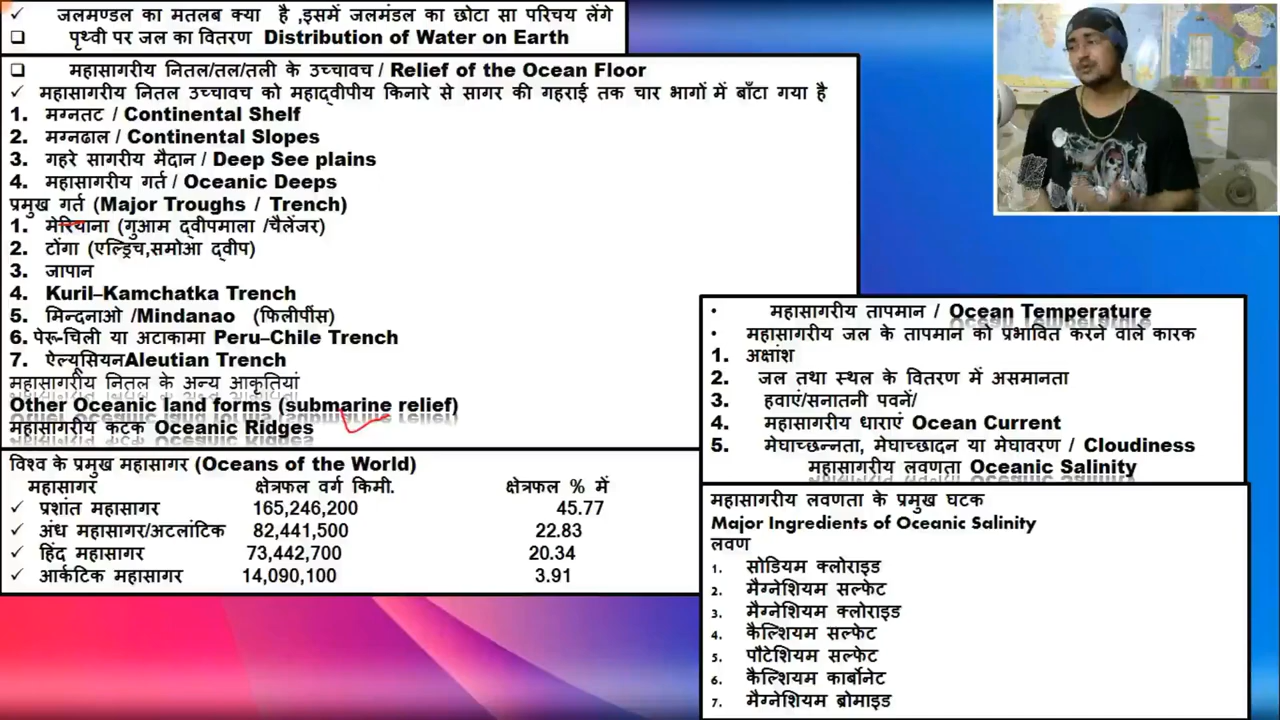 ✓ जलमण्डल का मतलब क्या है ,इसमें जलमंडल का छोटा सा परिचय लेंगे
❑ पृथ्वी पर जल का वितरण Distribution of Water on Earth
❑ महासागरीय नितल/तल/तली के उच्चावच / Relief of the Ocean Floor
✓ महासागरीय नितल उच्चावच को महाद्वीपीय किनारे से सागर की गहराई तक चार भागों में बाँटा गया है
1. मग्नतट / Continental Shelf
2. मग्नढाल / Continental Slopes
3. गहरे सागरीय मैदान / Deep See plains
4. महासागरीय गर्त / Oceanic Deeps
प्रमुख गर्त (Major Troughs / Trench)
1. मेरियाना (गुआम द्वीपमाला /चैलेंजर)
2. टोंगा (एल्ड्रिच,समोआ द्वीप)
3. जापान
4. Kuril–Kamchatka Trench
5. मिन्दनाओ /Mindanao (फिलीपींस)
6. पेरू-चिली या अटाकामा Peru–Chile Trench
7. ऐल्यूसियनAleutian Trench
महासागरीय नितल के अन्य आकृतियां
Other Oceanic land forms (submarine relief)
महासागरीय कटक Oceanic Ridges
विश्व के प्रमुख महासागर (Oceans of the World)
महासागर क्षेत्रफल वर्ग किमी. क्षेत्रफल % में
✓ प्रशांत महासागर 165,246,200 45.77
✓ अंध महासागर/अटलांटिक 82,441,500 22.83
✓ हिंद महासागर 73,442,700 20.34
✓ आर्कटिक महासागर 14,090,100 3.91
• महासागरीय तापमान / Ocean Temperature
• महासागरीय जल के तापमान को प्रभावित करने वाले कारक
1. अक्षांश
2. जल तथा स्थल के वितरण में असमानता
3. हवाएं/सनातनी पवनें/
4. महासागरीय धाराएं Ocean Current
5. मेघाच्छन्नता, मेघाच्छादन या मेघावरण / Cloudiness
महासागरीय लवणता Oceanic Salinity
महासागरीय लवणता के प्रमुख घटक
Major Ingredients of Oceanic Salinity
लवण
1. सोडियम क्लोराइड
2. मैग्नेशियम सल्फेट
3. मैग्नेशियम क्लोराइड
4. कैल्शियम सल्फेट
5. पौटेशियम सल्फेट
6. कैल्शियम कार्बोनेट
7. मैग्नेशियम ब्रोमाइड